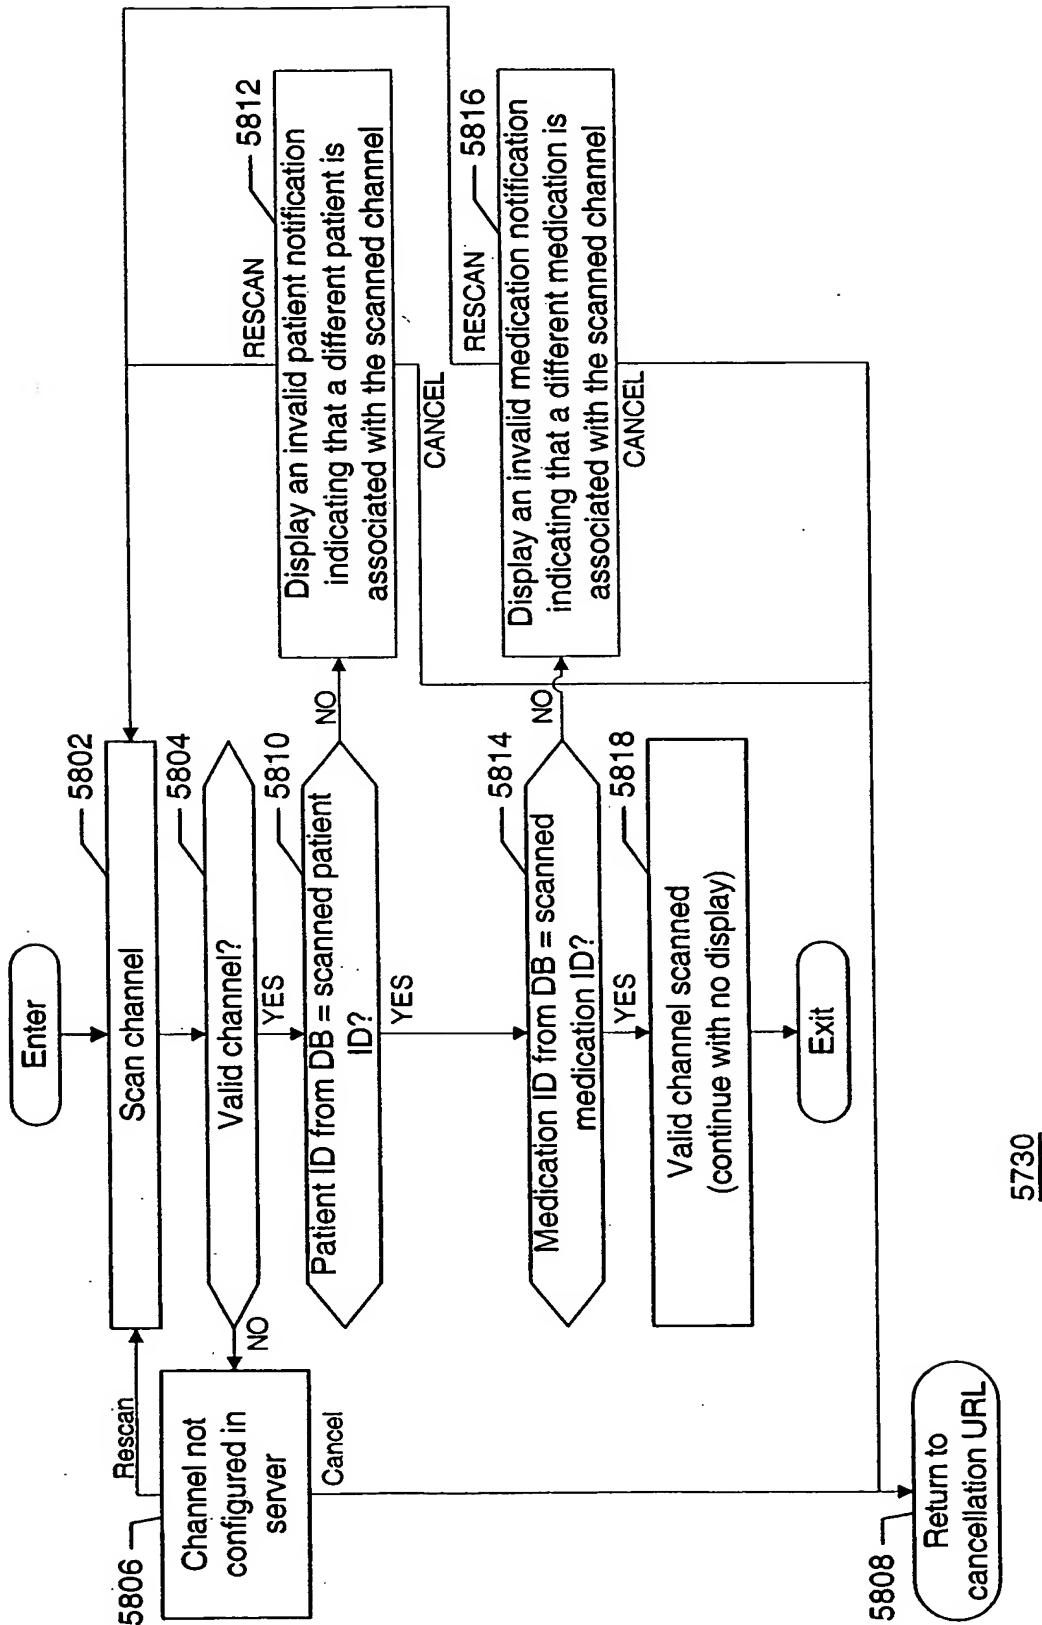 Enter
5802
Scan channel
5804
Valid channel?
Rescan
NO
YES
5806
Channel not
configured in
server
Cancel
5810
Patient ID from DB = scanned patient
ID?
NO
YES
RESCAN
5812
Display an invalid patient notification
indicating that a different patient is
associated with the scanned channel
CANCEL
5814
Medication ID from DB = scanned
medication ID?
NO
YES
RESCAN
5816
Display an invalid medication notification
indicating that a different medication is
associated with the scanned channel
CANCEL
5818
Valid channel scanned
(continue with no display)
Exit
5808
Return to
cancellation URL
5730